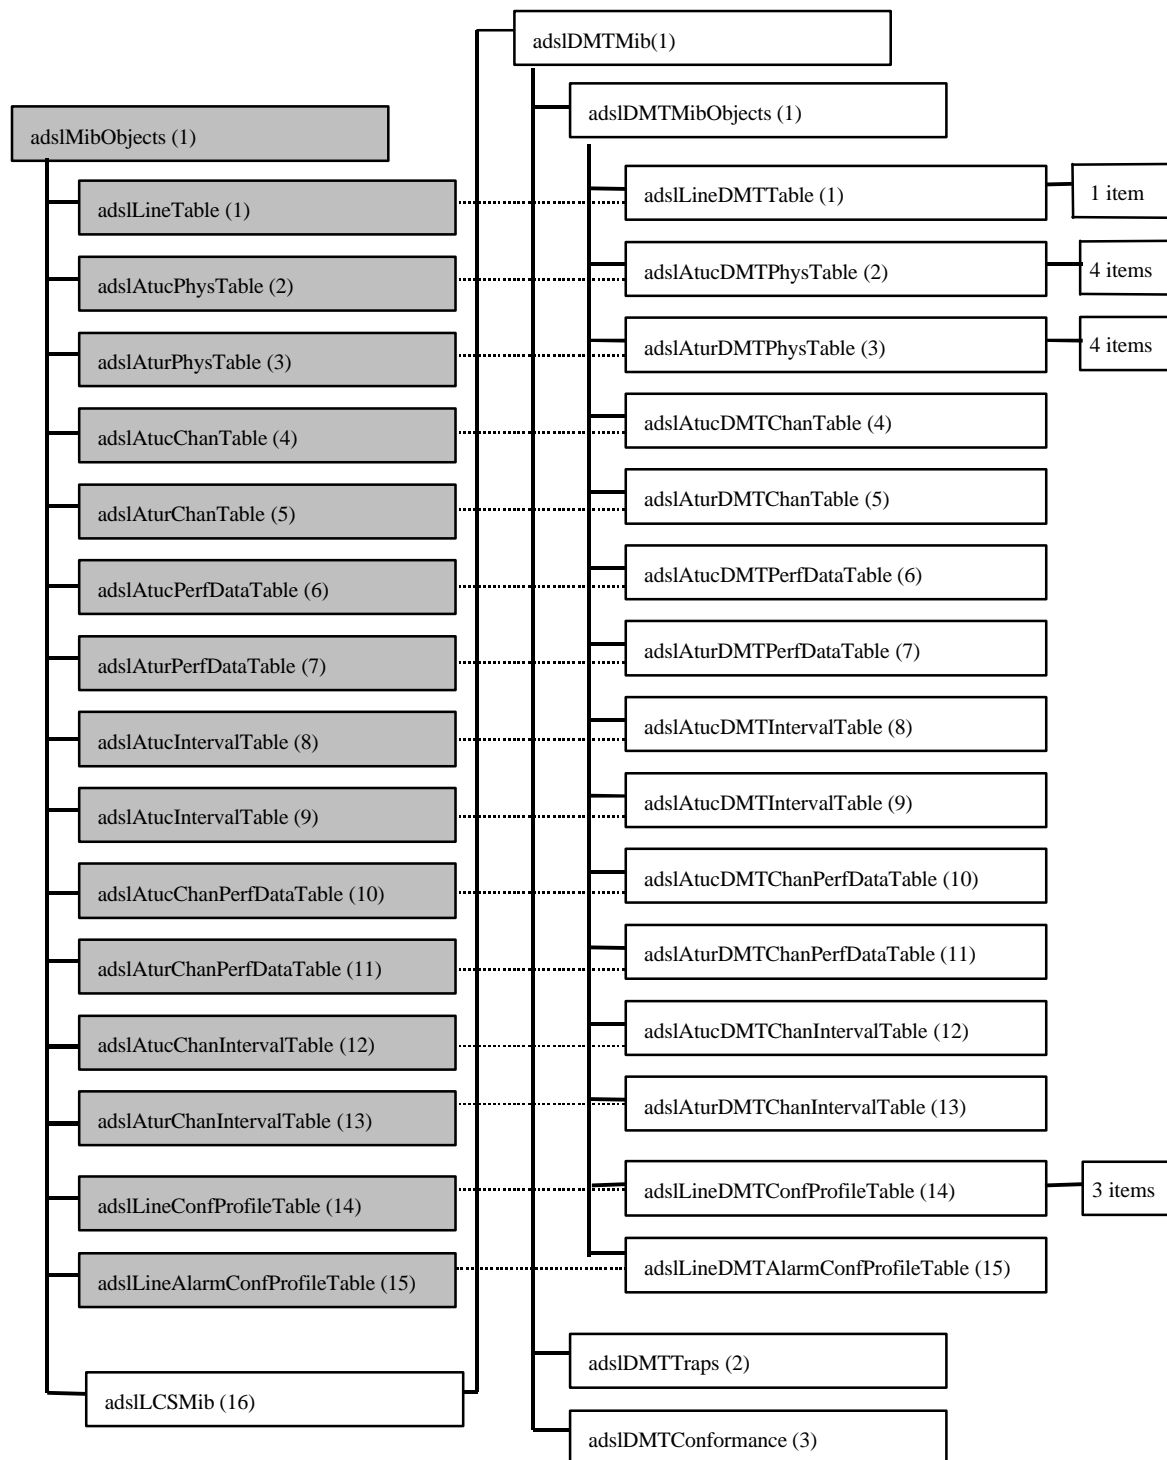 adslDMTMib(1)
adslDMTMibObjects (1)
adslMibObjects (1)
adslLineTable (1)
adslLineDMTTable (1)
1 item
adslAtucPhysTable (2)
adslAtucDMTPhysTable (2)
4 items
adslAturPhysTable (3)
adslAturDMTPhysTable (3)
4 items
adslAtucChanTable (4)
adslAtucDMTChanTable (4)
adslAturChanTable (5)
adslAturDMTChanTable (5)
adslAtucPerfDataTable (6)
adslAtucDMTPerfDataTable (6)
adslAturPerfDataTable (7)
adslAturDMTPerfDataTable (7)
adslAtucIntervalTable (8)
adslAtucDMTIntervalTable (8)
adslAtucIntervalTable (9)
adslAtucDMTIntervalTable (9)
adslAtucChanPerfDataTable (10)
adslAtucDMTChanPerfDataTable (10)
adslAturChanPerfDataTable (11)
adslAturDMTChanPerfDataTable (11)
adslAtucChanIntervalTable (12)
adslAtucDMTChanIntervalTable (12)
adslAturChanIntervalTable (13)
adslAturDMTChanIntervalTable (13)
adslLineConfProfileTable (14)
adslLineDMTConfProfileTable (14)
3 items
adslLineAlarmConfProfileTable (15)
adslLineDMTAlarmConfProfileTable (15)
adslDMTTraps (2)
adslLCSMib (16)
adslDMTConformance (3)